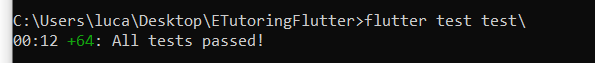 C:\Users\luca\Desktop\ETutoringFlutter>flutter test test\
00:12 +64: All tests passed!